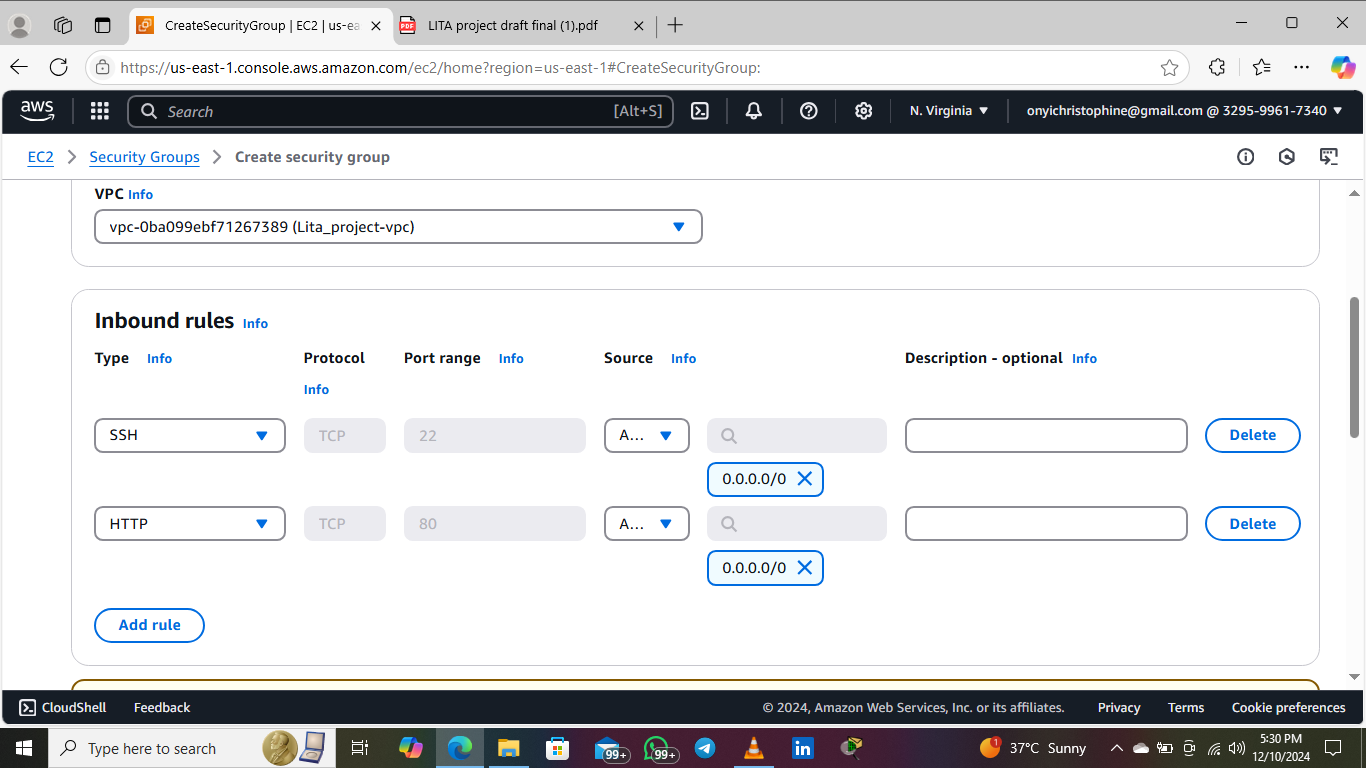 CreateSecurityGroup | EC2 | us-ea
LITA project draft final (1).pdf
https://us-east-1.console.aws.amazon.com/ec2/home?region=us-east-1#CreateSecurityGroup:
aws
Search
[Alt+S]
N. Virginia
onyichristophine@gmail.com @ 3295-9961-7340
EC2
Security Groups
Create security group
VPC Info
vpc-0ba099ebf71267389 (Lita_project-vpc)
Inbound rules Info
Type Info
Protocol Info
Port range Info
Source Info
Description - optional Info
SSH
TCP
22
A...
0.0.0.0/0
Delete
HTTP
TCP
80
A...
0.0.0.0/0
Delete
Add rule
CloudShell
Feedback
© 2024, Amazon Web Services, Inc. or its affiliates.
Privacy
Terms
Cookie preferences
Type here to search
99+
99+
1
37°C Sunny
5:30 PM
12/10/2024